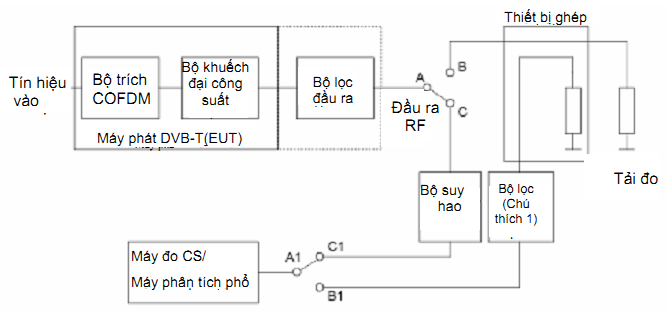 Thiết bị ghép
Tín hiệu
vào
Bộ trích
COFDM
Bộ khuếch
đại công
suất
Bộ lọc
đầu ra
A
B
C
Đầu ra
RF
Máy phát DVB-T(EUT)
Tải đo
Bộ suy
hao
Bộ lọc
(Chú
thích 1)
Máy đo CS/
Máy phân tích phổ
A1
C1
B1